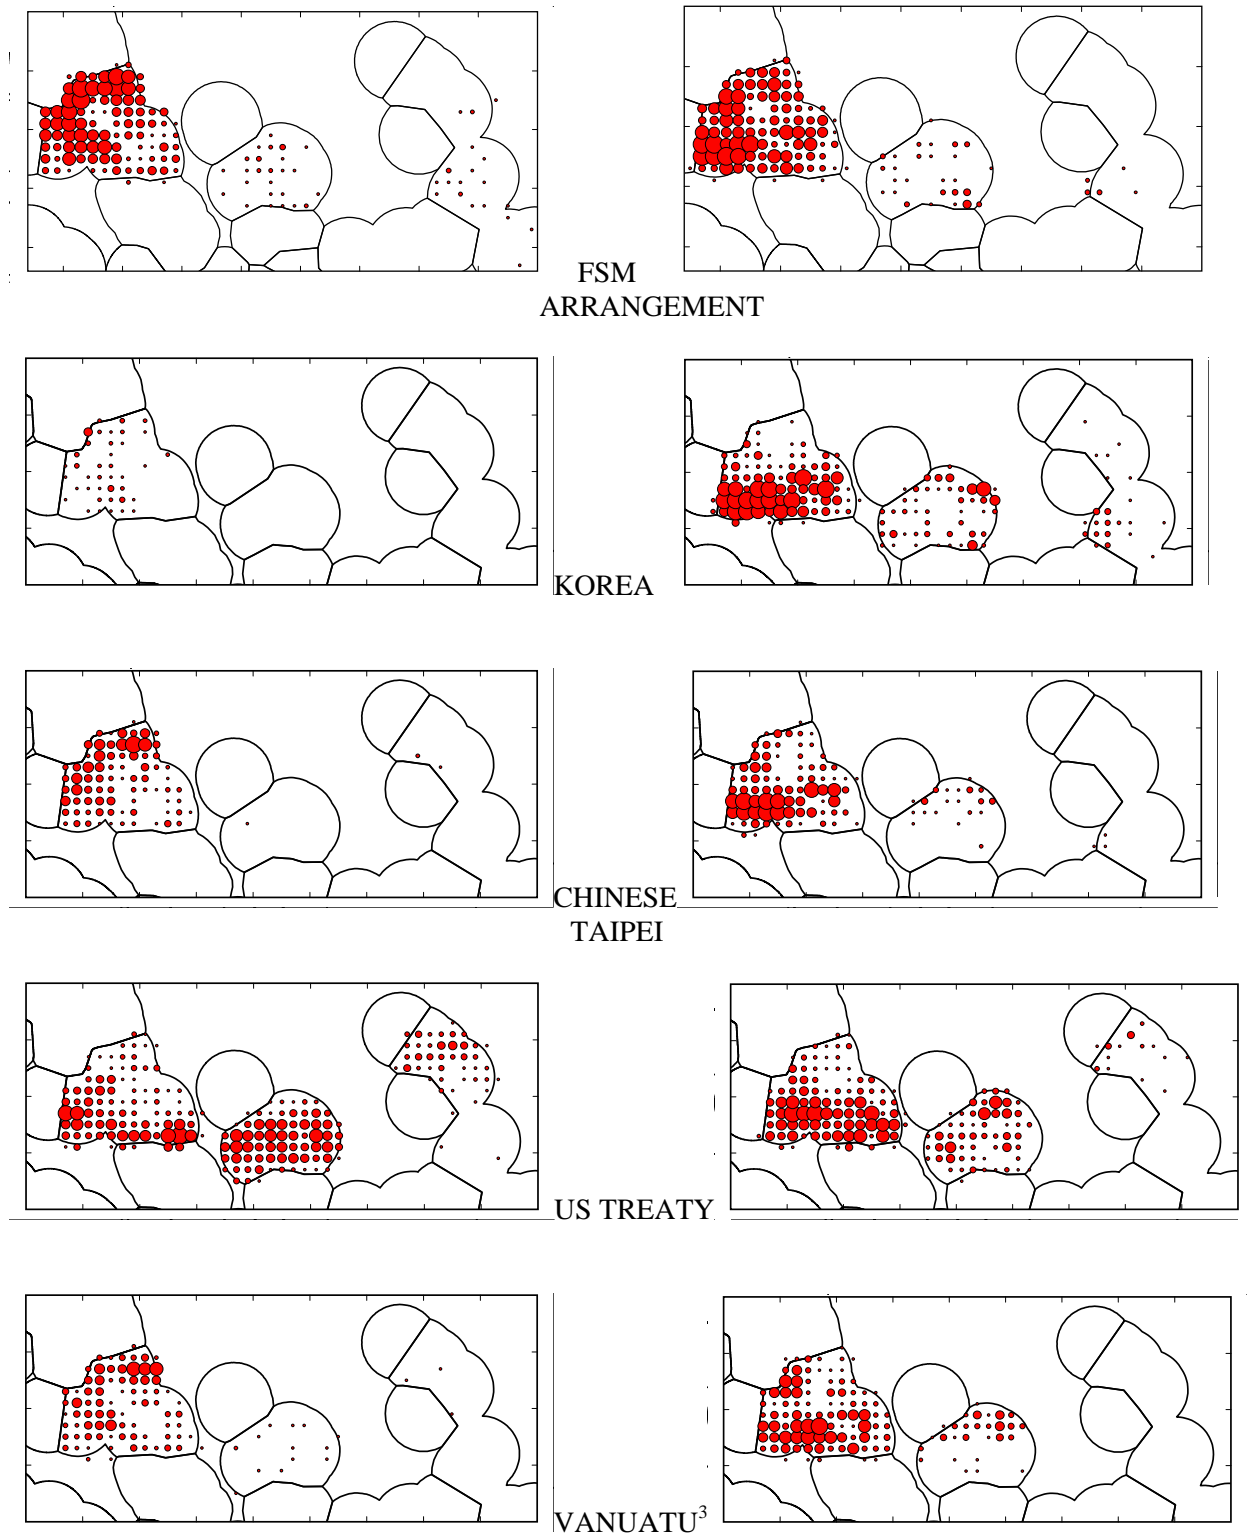 FSM
ARRANGEMENT
KOREA
CHINESE
TAIPEI
US TREATY
VANUATU³